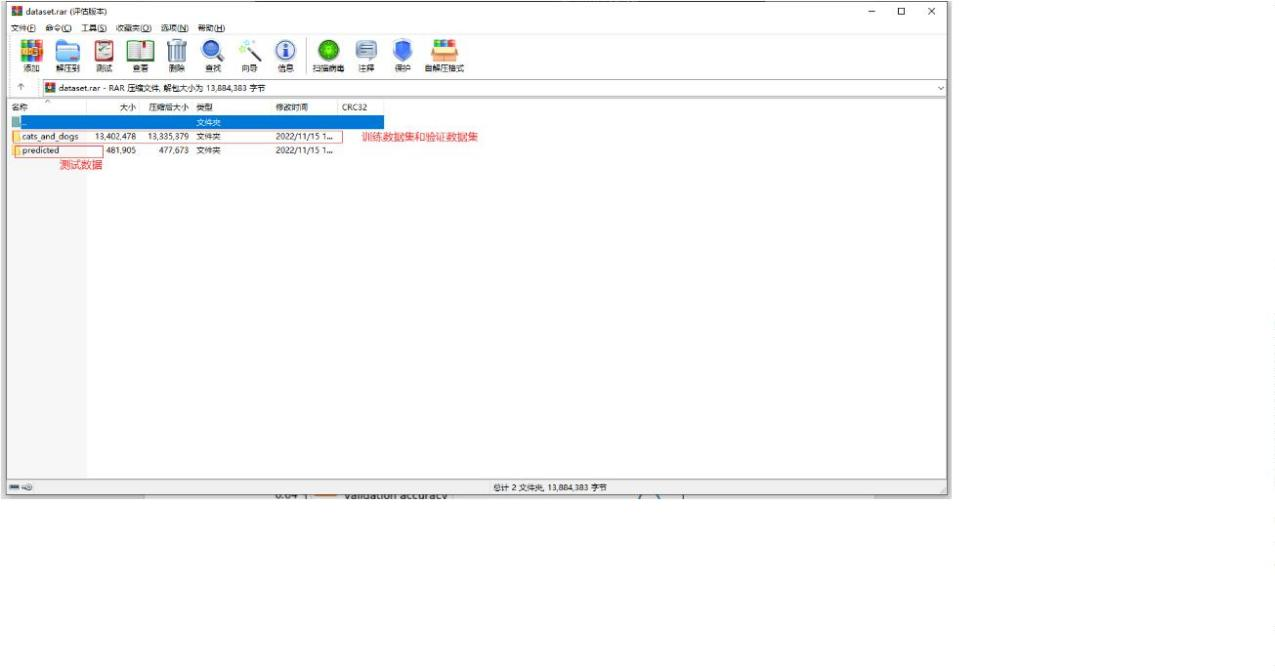 dataset.rar (评估版本)
文件(F) 命令(C) 工具(S) 收藏夹(O) 选项(N) 帮助(H)
添加 解压到 测试 查看 删除 查找 向导 信息 扫描病毒 注释 保护 自解压格式
dataset.rar - RAR 压缩文件, 解包大小为 13,884,383 字节
名称 大小 压缩后大小 类型 修改时间 CRC32
.. 文件夹
cats_and_dogs 13,402,478 13,335,379 文件夹 2022/11/15 1... 训练数据集和验证数据集
predicted 481,905 477,673 文件夹 2022/11/15 1...
测试数据
总计 2 文件夹, 13,884,383 字节
validation accuracy